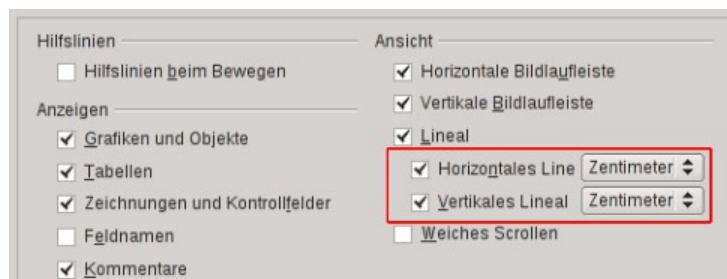 Hilfslinien
Hilfslinien beim Bewegen
Anzeigen
Grafiken und Objekte
Tabellen
Zeichnungen und Kontrollfelder
Feldnamen
Kommentare
Ansicht
Horizontale Bildlaufleiste
Vertikale Bildlaufleiste
Lineal
Horizontales Line Zentimeter
Vertikales Lineal Zentimeter
Weiches Scrollen